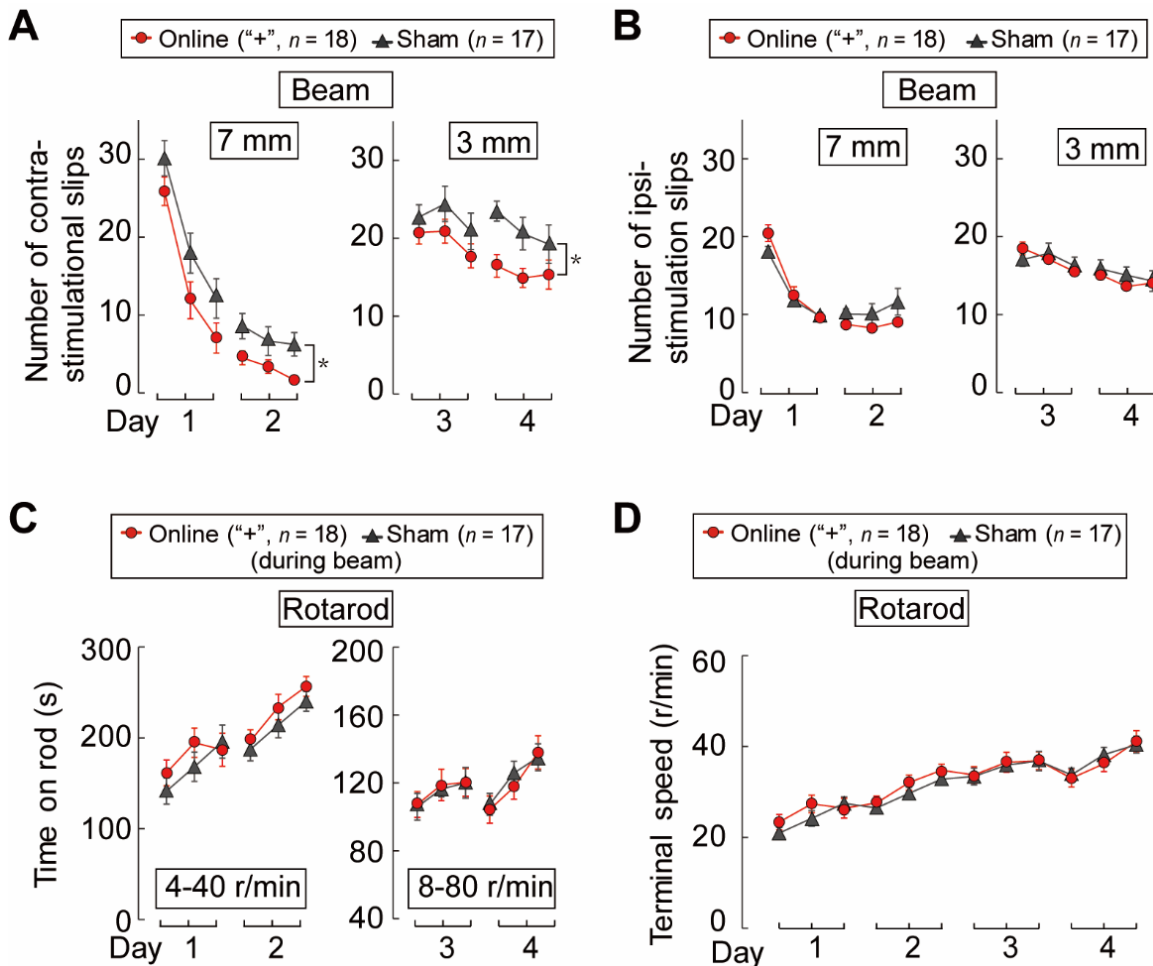 A
B
Online (“+”, n = 18) Sham (n = 17)
Online (“+”, n = 18) Sham (n = 17)
Beam
Beam
Number of contra-
stimulational slips
30
20
10
0
7 mm
30
20
10
0
3 mm
*
*
Day 1 2 3 4
Number of ipsi-
stimulation slips
30
20
10
0
7 mm
30
20
10
0
3 mm
Day 1 2 3 4
C
D
Online (“+”, n = 18) Sham (n = 17)
(during beam)
Online (“+”, n = 18) Sham (n = 17)
(during beam)
Rotarod
Rotarod
Time on rod (s)
300
200
100
0
4-40 r/min
200
160
120
80
40
8-80 r/min
Day 1 2 3 4
Terminal speed (r/min)
60
40
20
0
Day 1 2 3 4